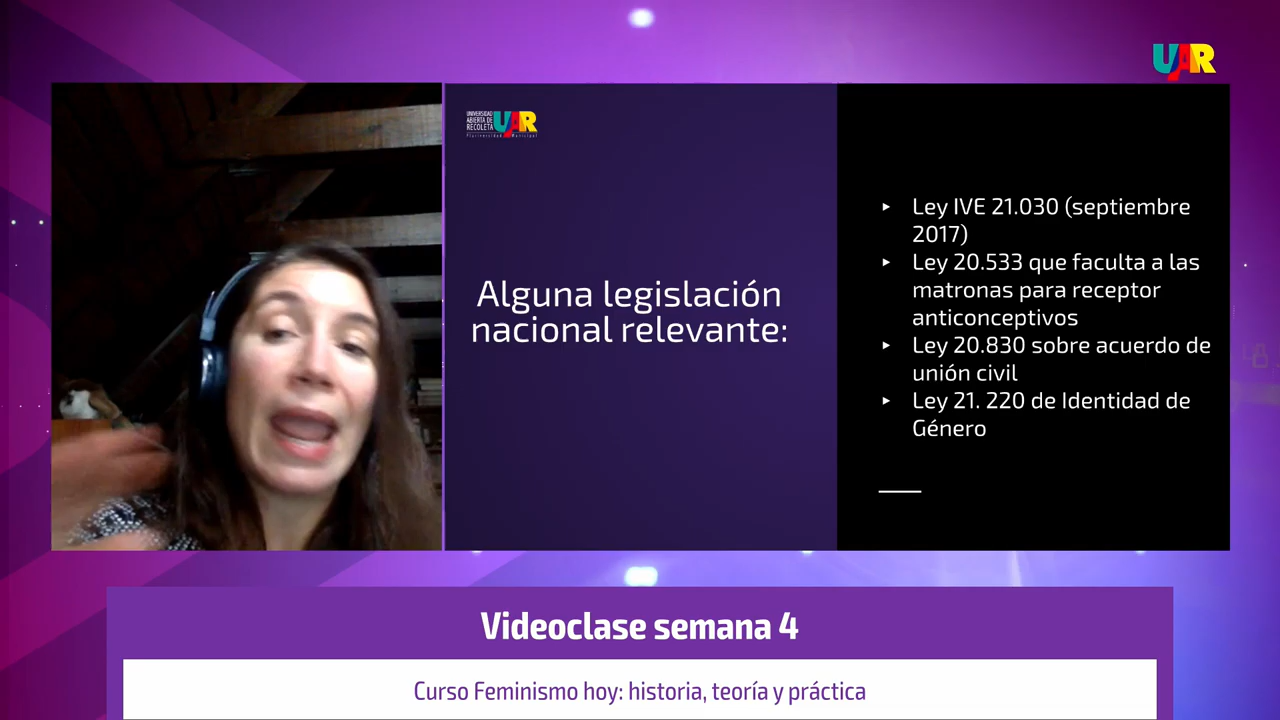 UAR
UNIVERSIDAD
ABIERTA DE
RECOLETA
UAR
Pluriversidad Municipal
Alguna legislación
nacional relevante:
‣ Ley IVE 21.030 (septiembre
2017)
‣ Ley 20.533 que faculta a las
matronas para receptor
anticonceptivos
‣ Ley 20.830 sobre acuerdo de
unión civil
‣ Ley 21. 220 de Identidad de
Género
Videoclase semana 4
Curso Feminismo hoy: historia, teoría y práctica